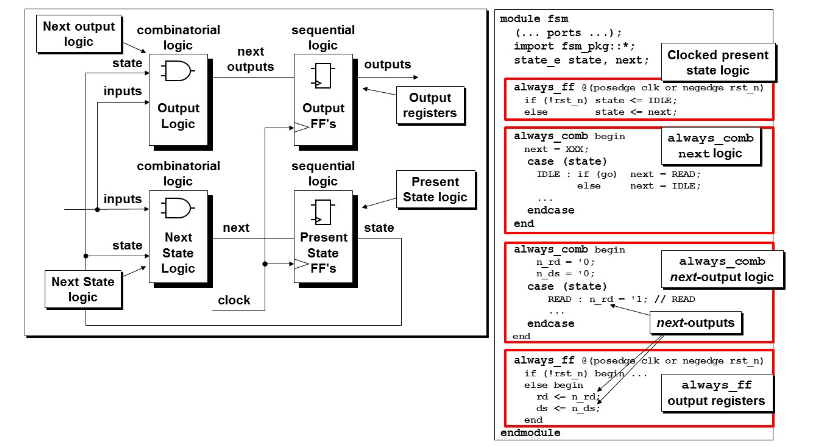 Next output
logic
combinatorial
logic
sequential
logic
state
next
outputs
outputs
inputs
Output
Logic
Output
FF's
Output
registers
combinatorial
logic
sequential
logic
Present
State logic
inputs
next
state
state
Next
State
Logic
Present
State
FF's
Next State
logic
clock
module fsm
(... ports ...);
import fsm_pkg::*;
state_e state, next;
Clocked present
state logic
always_ff @(posedge clk or negedge rst_n)
if (!rst_n) state <= IDLE;
else state <= next;
always_comb begin
next = XXX;
case (state)
IDLE : if (go) next = READ;
else next = IDLE;
...
endcase
end
always_comb
next logic
always_comb begin
n_rd = '0;
n_ds = '0;
case (state)
READ : n_rd = '1; // READ
...
endcase
end
always_comb
next-output logic
next-outputs
always_ff @(posedge clk or negedge rst_n)
if (!rst_n) begin ...
else begin
rd <= n_rd;
ds <= n_ds;
end
always_ff
output registers
endmodule